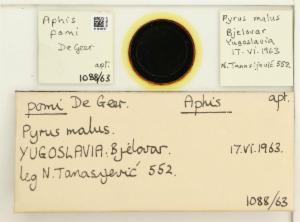 Aphis
pomi
De Geer
apt.
1088/63
Pyrus malus
Bjelovar
Yugoslavia
17.VI.1963
N. Tanasijević 552.
pomi De Geer. Aphis apt.
Pyrus malus.
YUGOSLAVIA: Bjelovar. 17.VI.1963.
leg N. Tanasijević 552.
1088/63